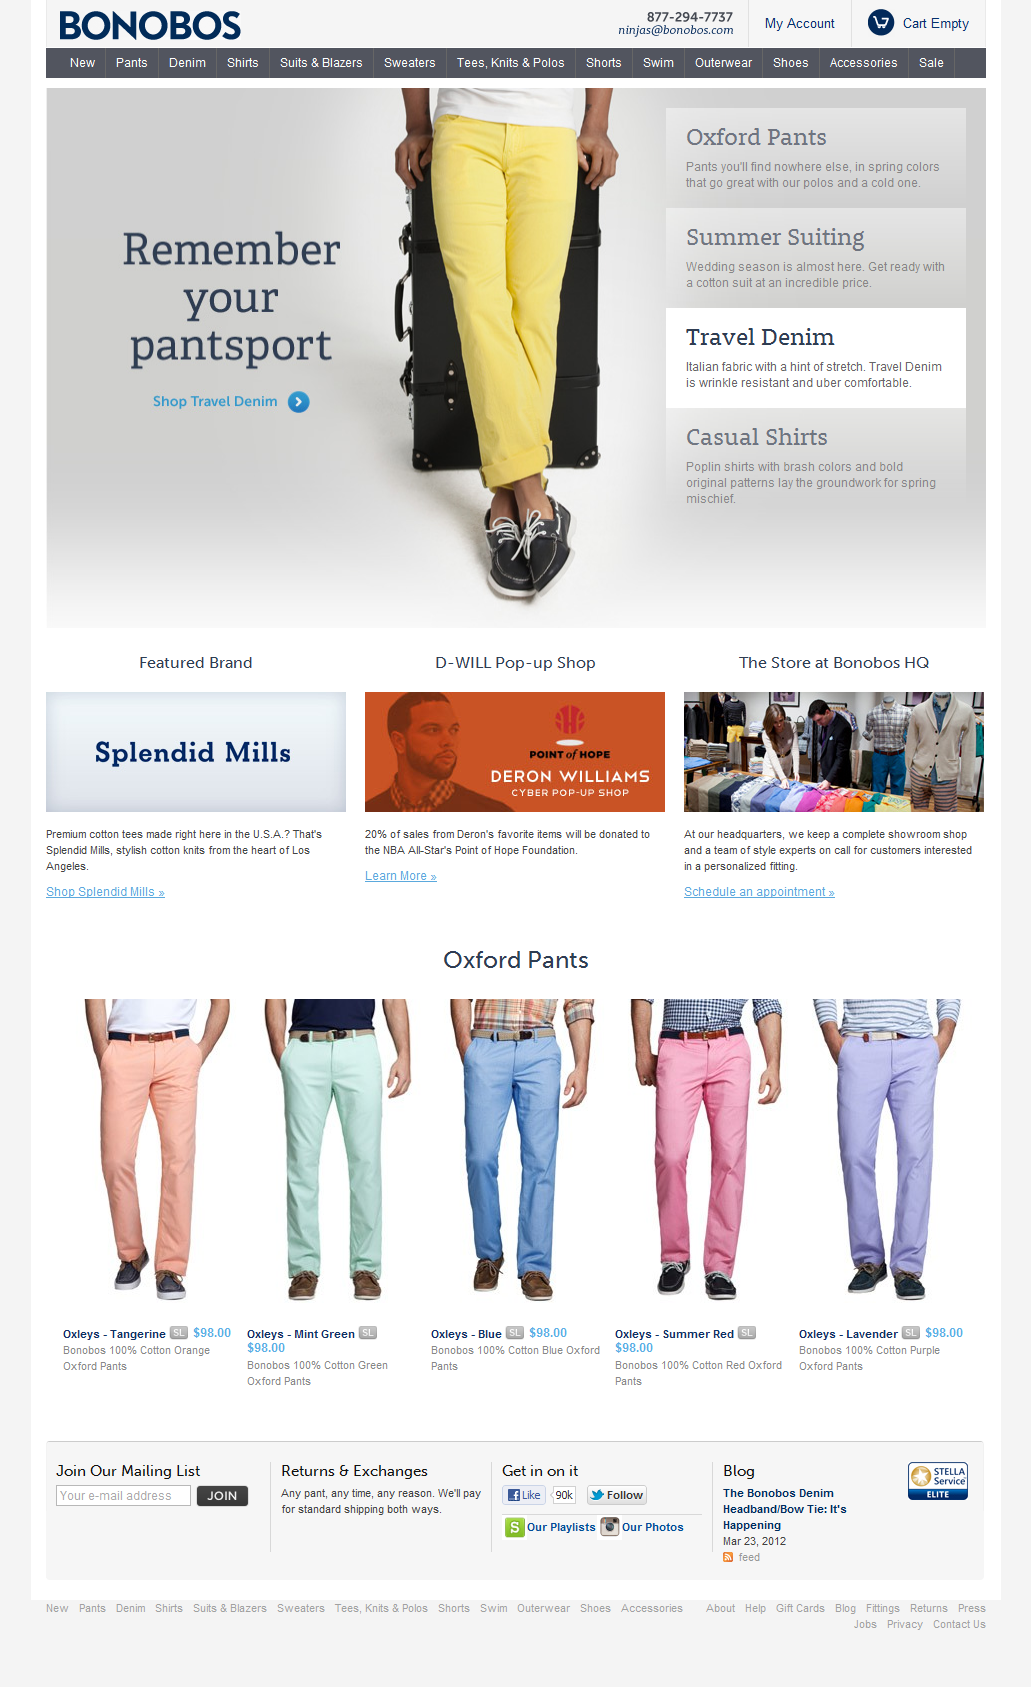 BONOBOS
877-294-7737
ninjas@bonobos.com
My Account
Cart Empty
New Pants Denim Shirts Suits & Blazers Sweaters Tees, Knits & Polos Shorts Swim Outerwear Shoes Accessories Sale
Remember
your
pantsport
Shop Travel Denim
Oxford Pants
Pants you'll find nowhere else, in spring colors
that go great with our polos and a cold one.
Summer Suiting
Wedding season is almost here. Get ready with
a cotton suit at an incredible price.
Travel Denim
Italian fabric with a hint of stretch. Travel Denim
is wrinkle resistant and uber comfortable.
Casual Shirts
Poplin shirts with brash colors and bold
original patterns lay the groundwork for spring
mischief.
Featured Brand
Splendid Mills
Premium cotton tees made right here in the U.S.A.? That's
Splendid Mills, stylish cotton knits from the heart of Los
Angeles.
Shop Splendid Mills »
D-WILL Pop-up Shop
POINT of HOPE
DERON WILLIAMS
CYBER POP-UP SHOP
20% of sales from Deron's favorite items will be donated to
the NBA All-Star's Point of Hope Foundation.
Learn More »
The Store at Bonobos HQ
At our headquarters, we keep a complete showroom shop
and a team of style experts on call for customers interested
in a personalized fitting.
Schedule an appointment »
Oxford Pants
Oxleys - Tangerine SL $98.00
Bonobos 100% Cotton Orange
Oxford Pants
Oxleys - Mint Green SL
$98.00
Bonobos 100% Cotton Green
Oxford Pants
Oxleys - Blue SL $98.00
Bonobos 100% Cotton Blue Oxford
Pants
Oxleys - Summer Red SL
$98.00
Bonobos 100% Cotton Red Oxford
Pants
Oxleys - Lavender SL $98.00
Bonobos 100% Cotton Purple
Oxford Pants
Join Our Mailing List
Your e-mail address JOIN
Returns & Exchanges
Any pant, any time, any reason. We'll pay
for standard shipping both ways.
Get in on it
Like 90k Follow
S Our Playlists Our Photos
Blog
The Bonobos Denim
Headband/Bow Tie: It's
Happening
Mar 23, 2012
feed
STELLA
Service
ELITE
New Pants Denim Shirts Suits & Blazers Sweaters Tees, Knits & Polos Shorts Swim Outerwear Shoes Accessories About Help Gift Cards Blog Fittings Returns Press
Jobs Privacy Contact Us